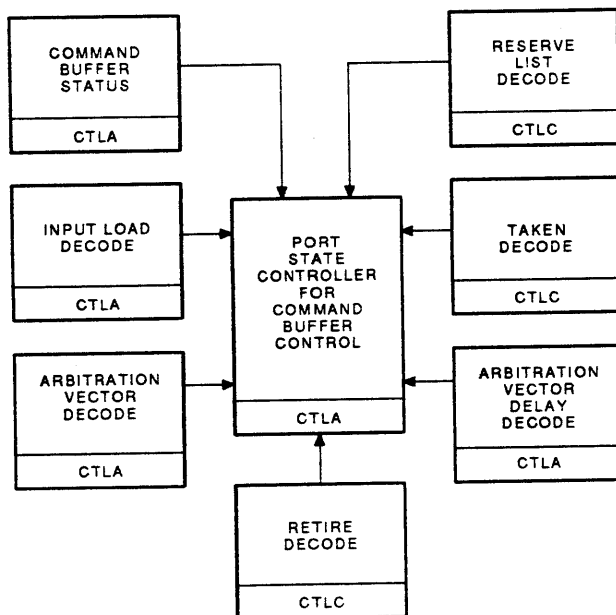 COMMAND
BUFFER
STATUS
CTLA
RESERVE
LIST
DECODE
CTLC
INPUT LOAD
DECODE
CTLA
PORT
STATE
CONTROLLER
FOR
COMMAND
BUFFER
CONTROL
CTLA
TAKEN
DECODE
CTLC
ARBITRATION
VECTOR
DECODE
CTLA
ARBITRATION
VECTOR
DELAY
DECODE
CTLA
RETIRE
DECODE
CTLC